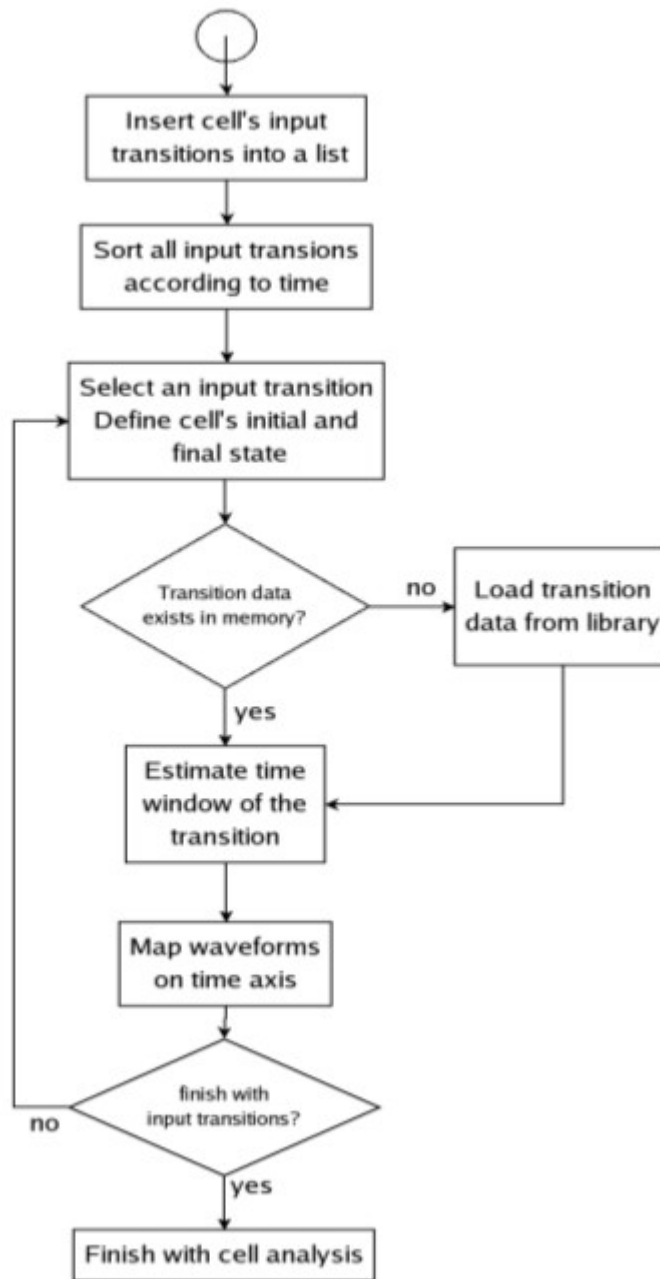 Insert cell's input
transitions into a list
Sort all input transions
according to time
Select an input transition
Define cell's initial and
final state
Transition data
exists in memory?
no
Load transition
data from library
yes
Estimate time
window of the
transition
Map waveforms
on time axis
finish with
input transitions?
no
yes
Finish with cell analysis